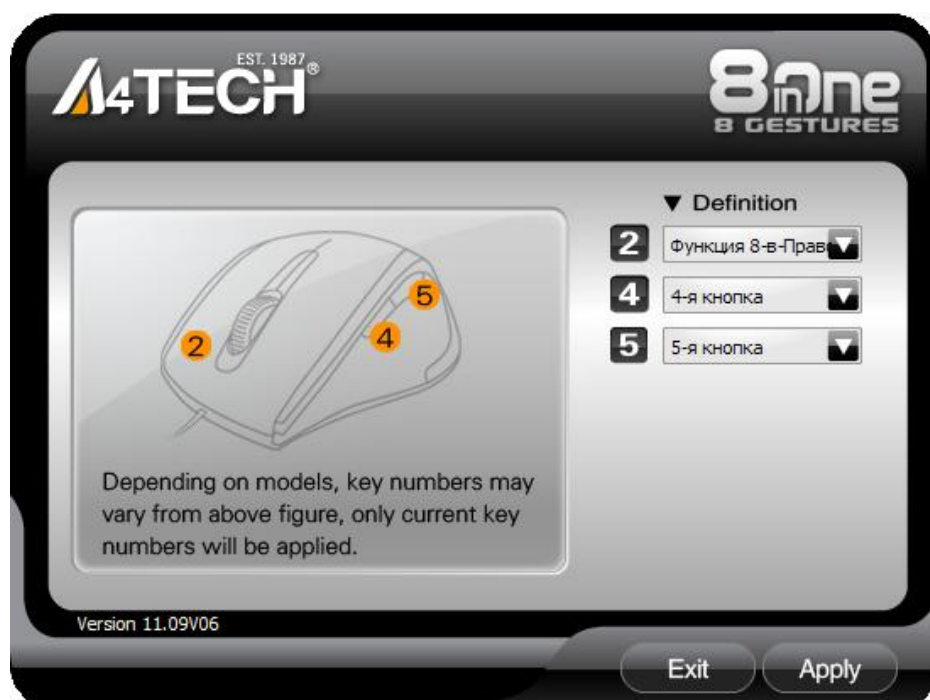 EST. 1987
A4TECH®
8 in One
8 GESTURES
▼ Definition
2 Функция 8-в-Прав
4 4-я кнопка
5 5-я кнопка
5
4
2
Depending on models, key numbers may
vary from above figure, only current key
numbers will be applied.
Version 11.09V06
Exit Apply